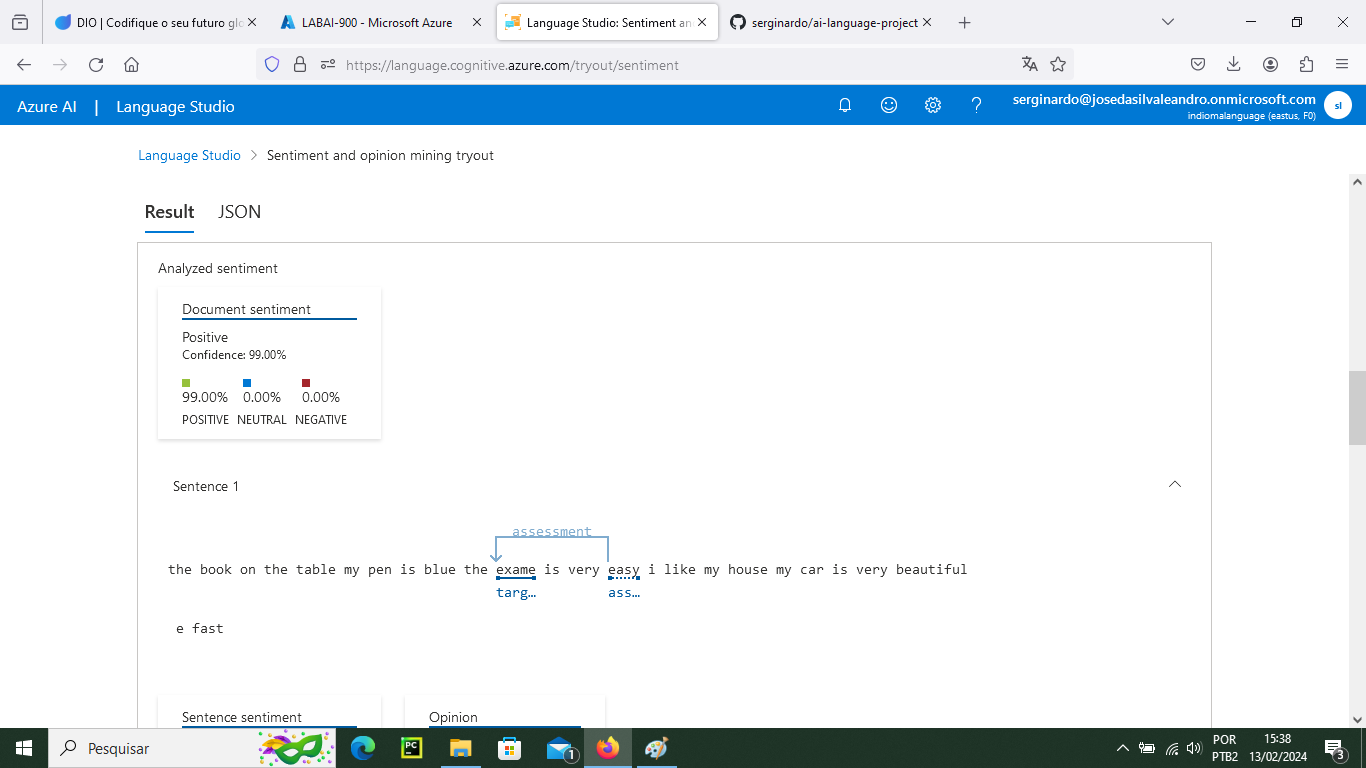 DIO | Codifique o seu futuro glo
LABAI-900 - Microsoft Azure
Language Studio: Sentiment an
serginardo/ai-language-project
https://language.cognitive.azure.com/tryout/sentiment
Azure AI | Language Studio
serginardo@josedasilvaleandro.onmicrosoft.com
indiomalanguage (eastus, F0)
sl
Language Studio > Sentiment and opinion mining tryout
Result JSON
Analyzed sentiment
Document sentiment
Positive
Confidence: 99.00%
99.00% 0.00% 0.00%
POSITIVE NEUTRAL NEGATIVE
Sentence 1
assessment
the book on the table my pen is blue the exame is very easy i like my house my car is very beautiful
targ… ass…
e fast
Sentence sentiment Opinion
Pesquisar
PC
1
POR
PTB2
15:38
13/02/2024
3